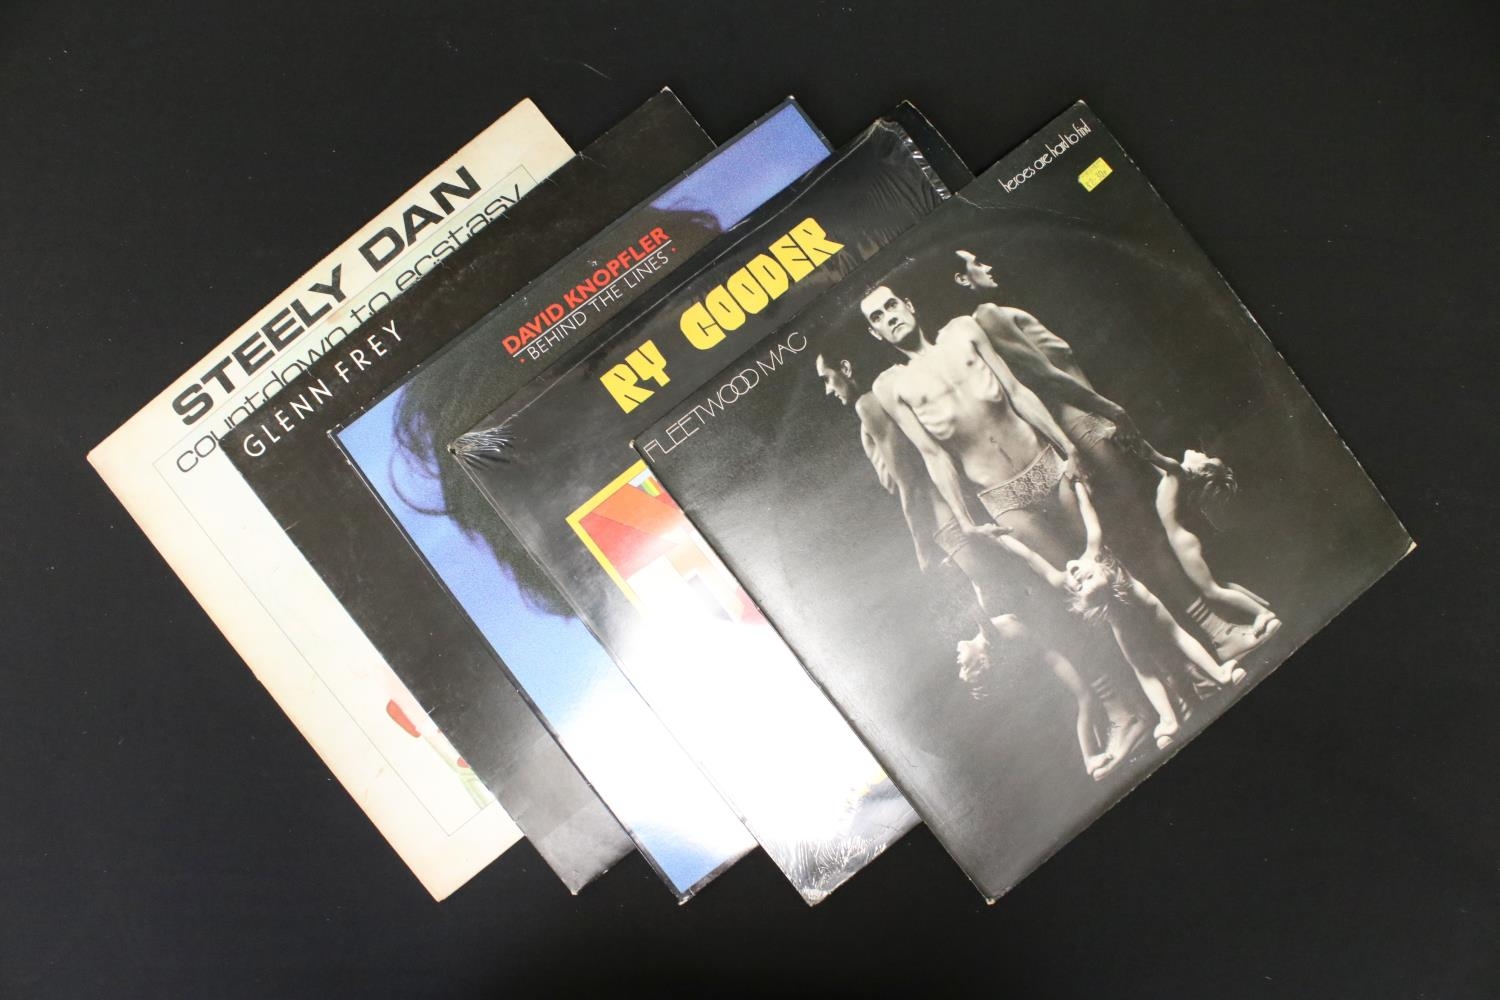 STEELY DAN
countdown to ecstasy
GLENN FREY
DAVID KNOPFLER
· BEHIND THE LINES ·
RY COODER
FLEETWOOD MAC
heroes are hard to find